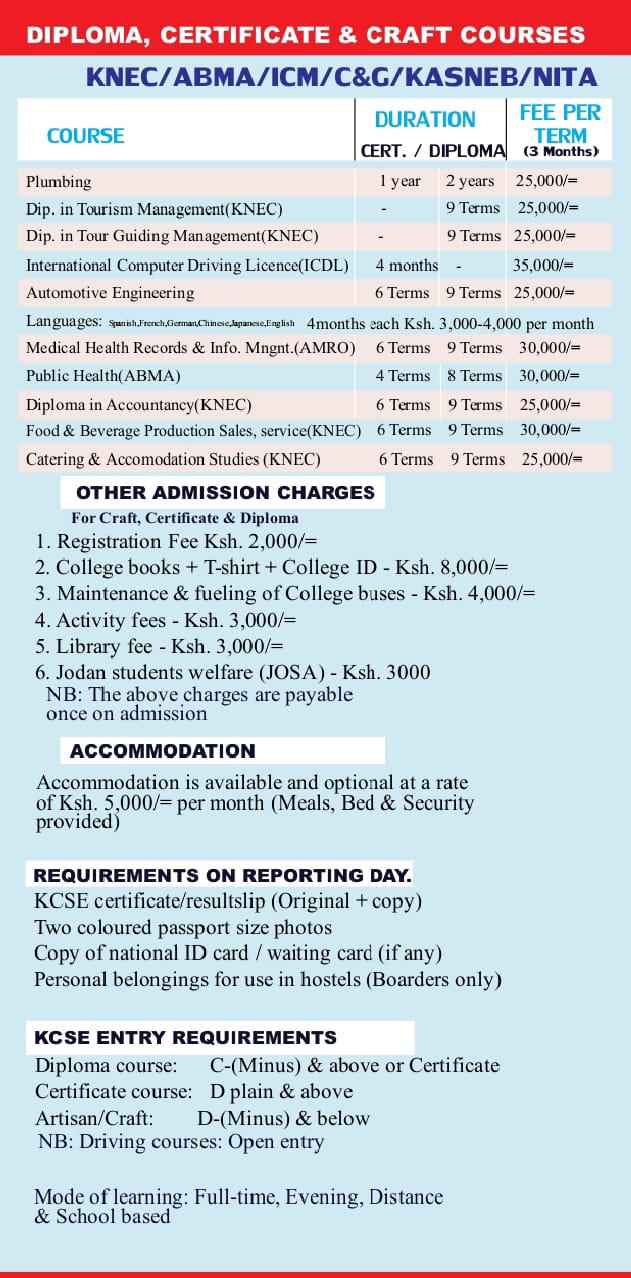 DIPLOMA, CERTIFICATE & CRAFT COURSES
KNEC/ABMA/ICM/C&G/KASNEB/NITA
COURSE DURATION FEE PER TERM
CERT. / DIPLOMA (3 Months)
Plumbing 1 year 2 years 25,000/=
Dip. in Tourism Management(KNEC) - 9 Terms 25,000/=
Dip. in Tour Guiding Management(KNEC) - 9 Terms 25,000/=
International Computer Driving Licence(ICDL) 4 months - 35,000/=
Automotive Engineering 6 Terms 9 Terms 25,000/=
Languages: Spanish,French,German,Chinese,Japanese,English 4months each Ksh. 3,000-4,000 per month
Medical Health Records & Info. Mngnt.(AMRO) 6 Terms 9 Terms 30,000/=
Public Health(ABMA) 4 Terms 8 Terms 30,000/=
Diploma in Accountancy(KNEC) 6 Terms 9 Terms 25,000/=
Food & Beverage Production Sales, service(KNEC) 6 Terms 9 Terms 30,000/=
Catering & Accomodation Studies (KNEC) 6 Terms 9 Terms 25,000/=
OTHER ADMISSION CHARGES
For Craft, Certificate & Diploma
1. Registration Fee Ksh. 2,000/=
2. College books + T-shirt + College ID - Ksh. 8,000/=
3. Maintenance & fueling of College buses - Ksh. 4,000/=
4. Activity fees - Ksh. 3,000/=
5. Library fee - Ksh. 3,000/=
6. Jodan students welfare (JOSA) - Ksh. 3000
NB: The above charges are payable
once on admission
ACCOMMODATION
Accommodation is available and optional at a rate
of Ksh. 5,000/= per month (Meals, Bed & Security
provided)
REQUIREMENTS ON REPORTING DAY.
KCSE certificate/resultslip (Original + copy)
Two coloured passport size photos
Copy of national ID card / waiting card (if any)
Personal belongings for use in hostels (Boarders only)
KCSE ENTRY REQUIREMENTS
Diploma course: C-(Minus) & above or Certificate
Certificate course: D plain & above
Artisan/Craft: D-(Minus) & below
NB: Driving courses: Open entry
Mode of learning: Full-time, Evening, Distance
& School based